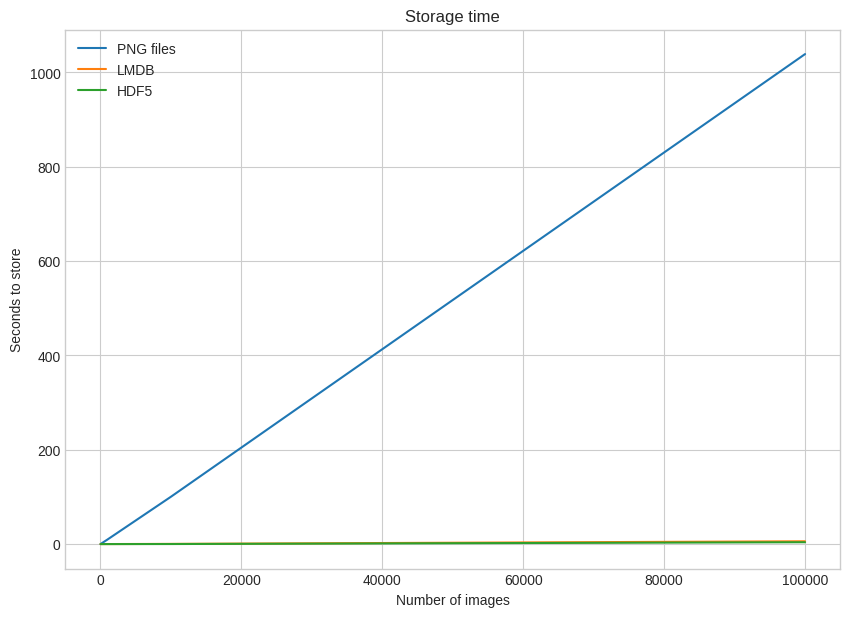 Storage time
PNG files
LMDB
HDF5
Seconds to store
1000
800
600
400
200
0
0 20000 40000 60000 80000 100000
Number of images